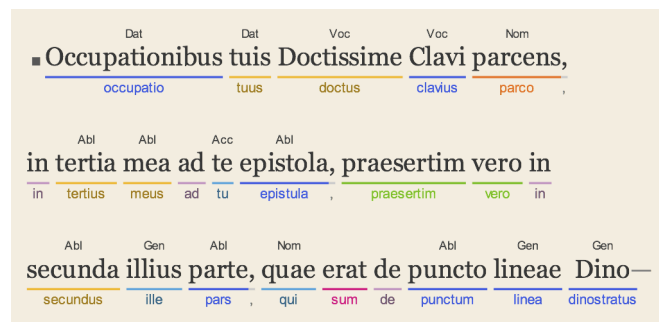 Dat Dat Voc Voc Nom
Occupationibus tuis Doctissime Clavi parcens,
occupatio tuus doctus clavius parco ,
Abl Abl Acc Abl
in tertia mea ad te epistola, praesertim vero in
in tertius meus ad tu epistula , praesertim vero in
Abl Gen Abl Nom Abl Gen Gen
secunda illius parte, quae erat de puncto lineae Dino—
secundus ille pars , qui sum de punctum linea dinostratus